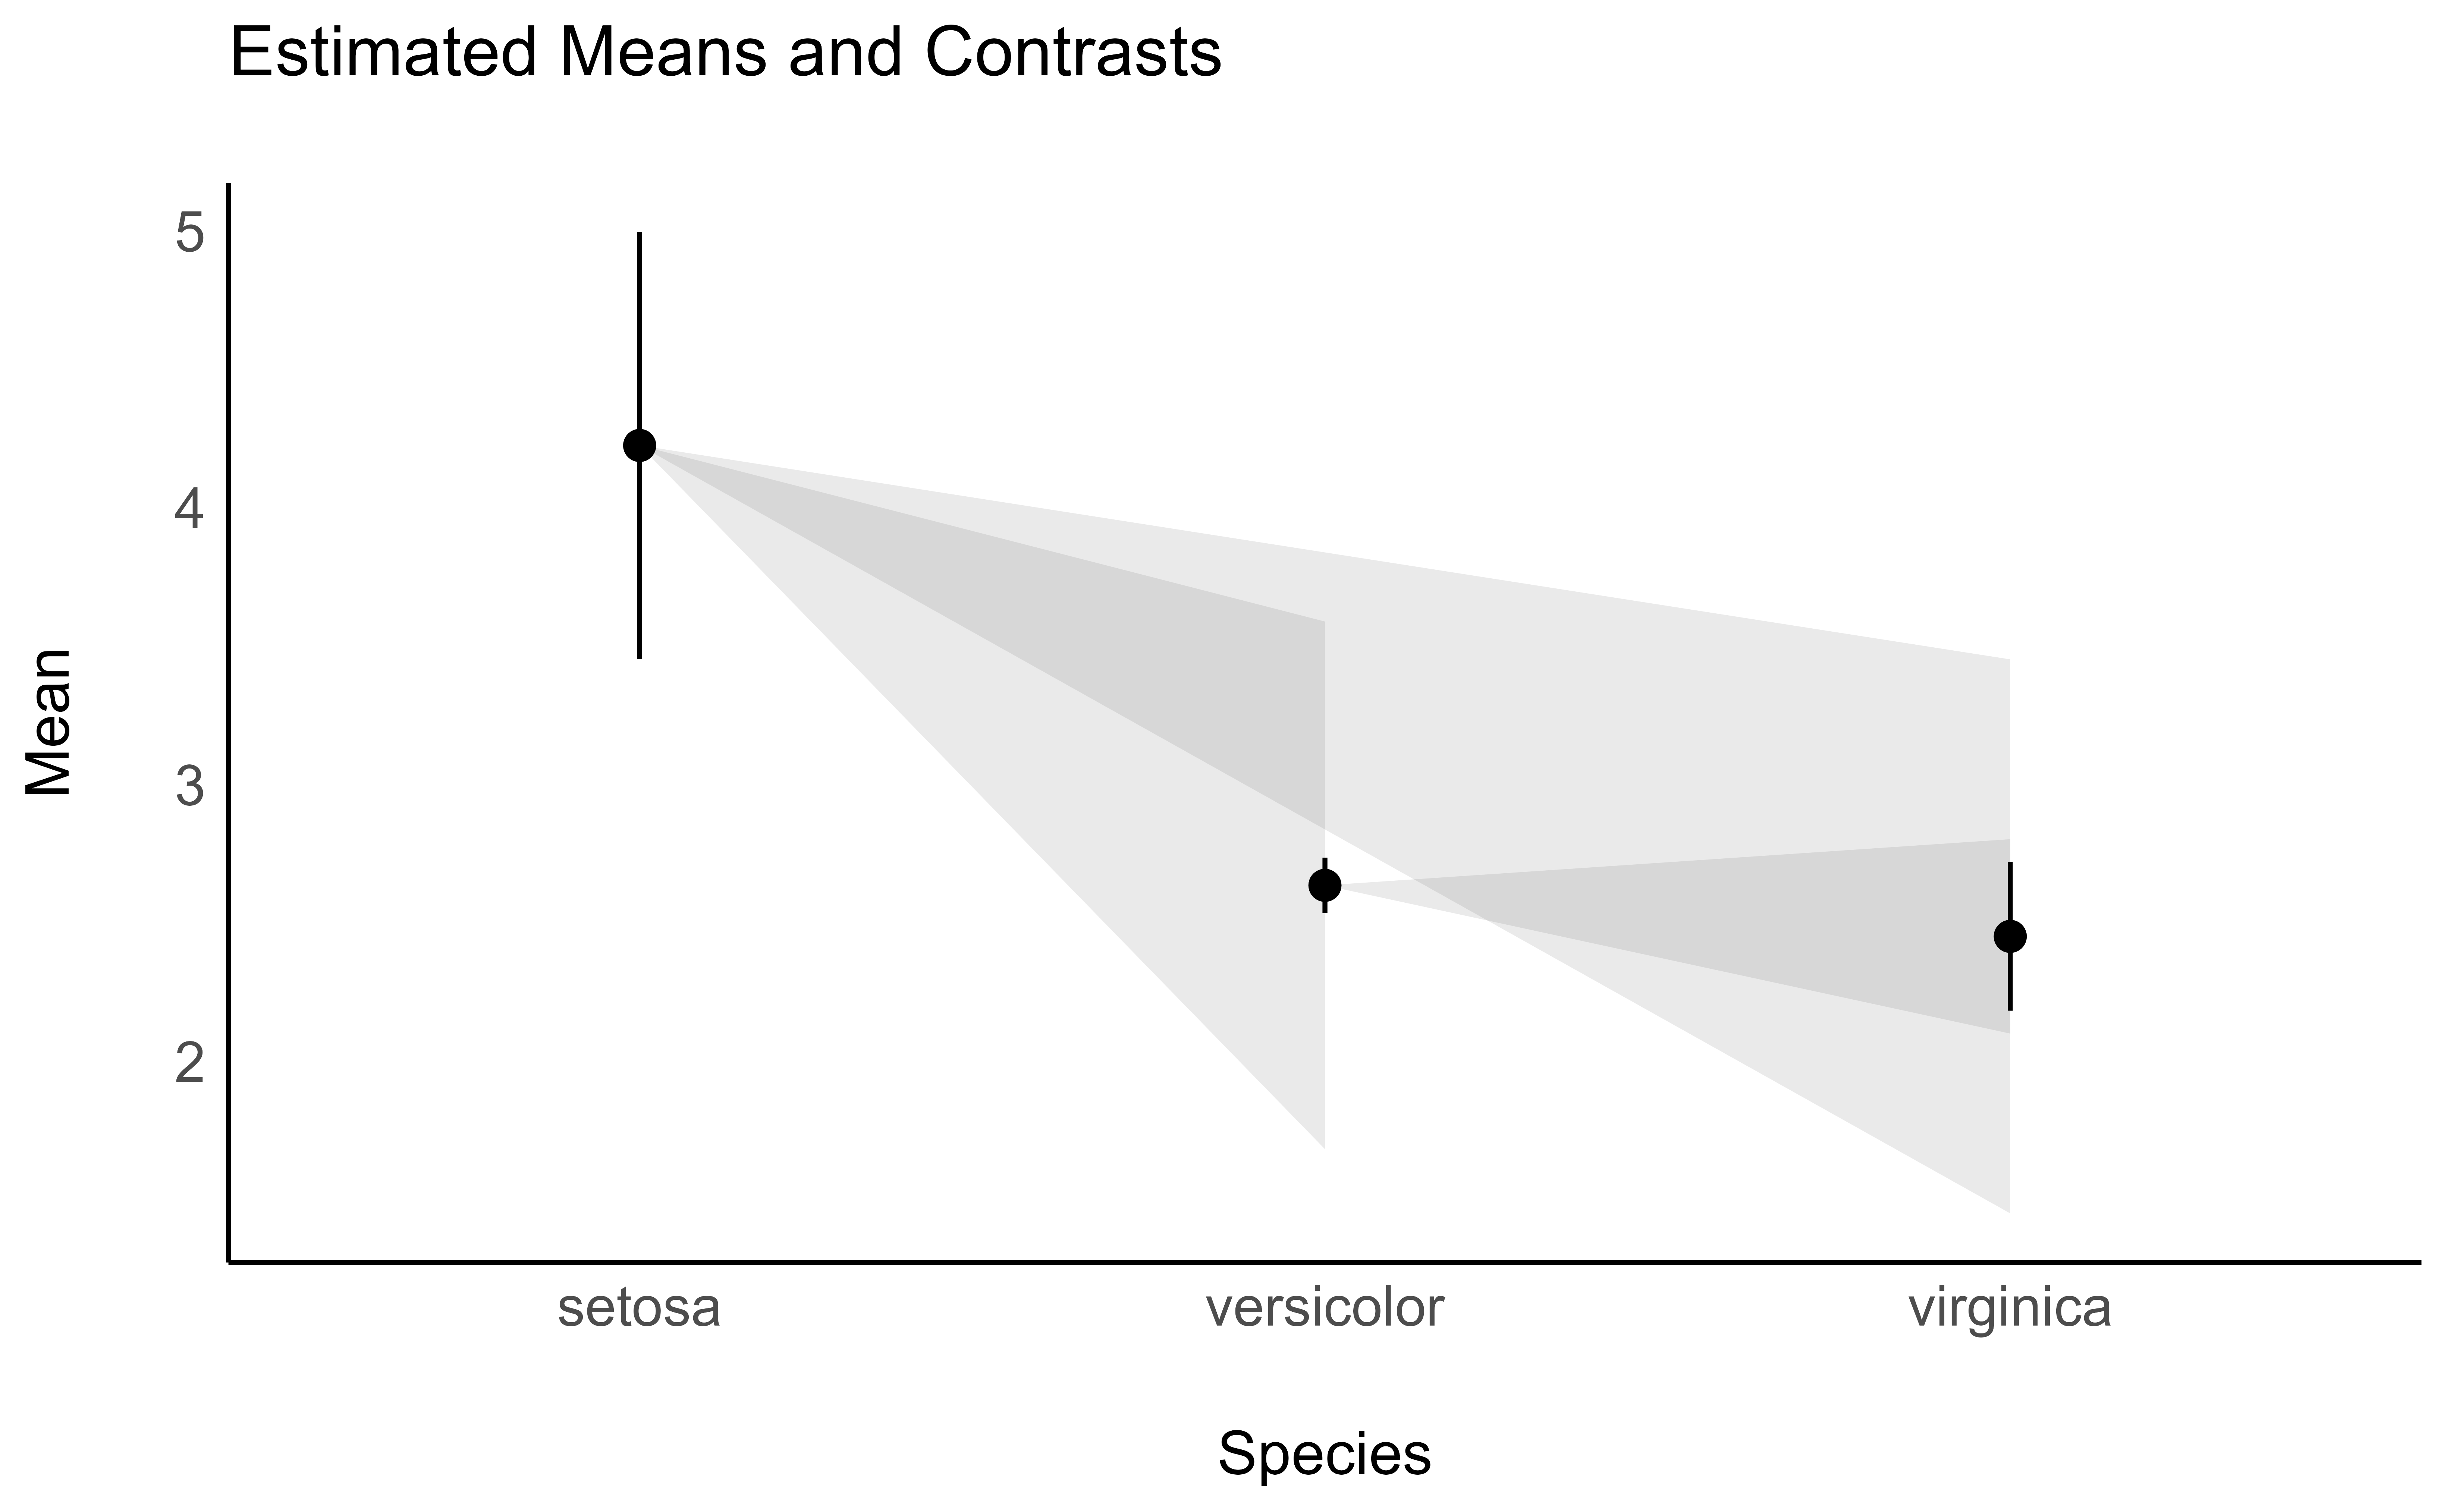 Estimated Means and Contrasts
5
4
3
2
Mean
setosa versicolor virginica
Species